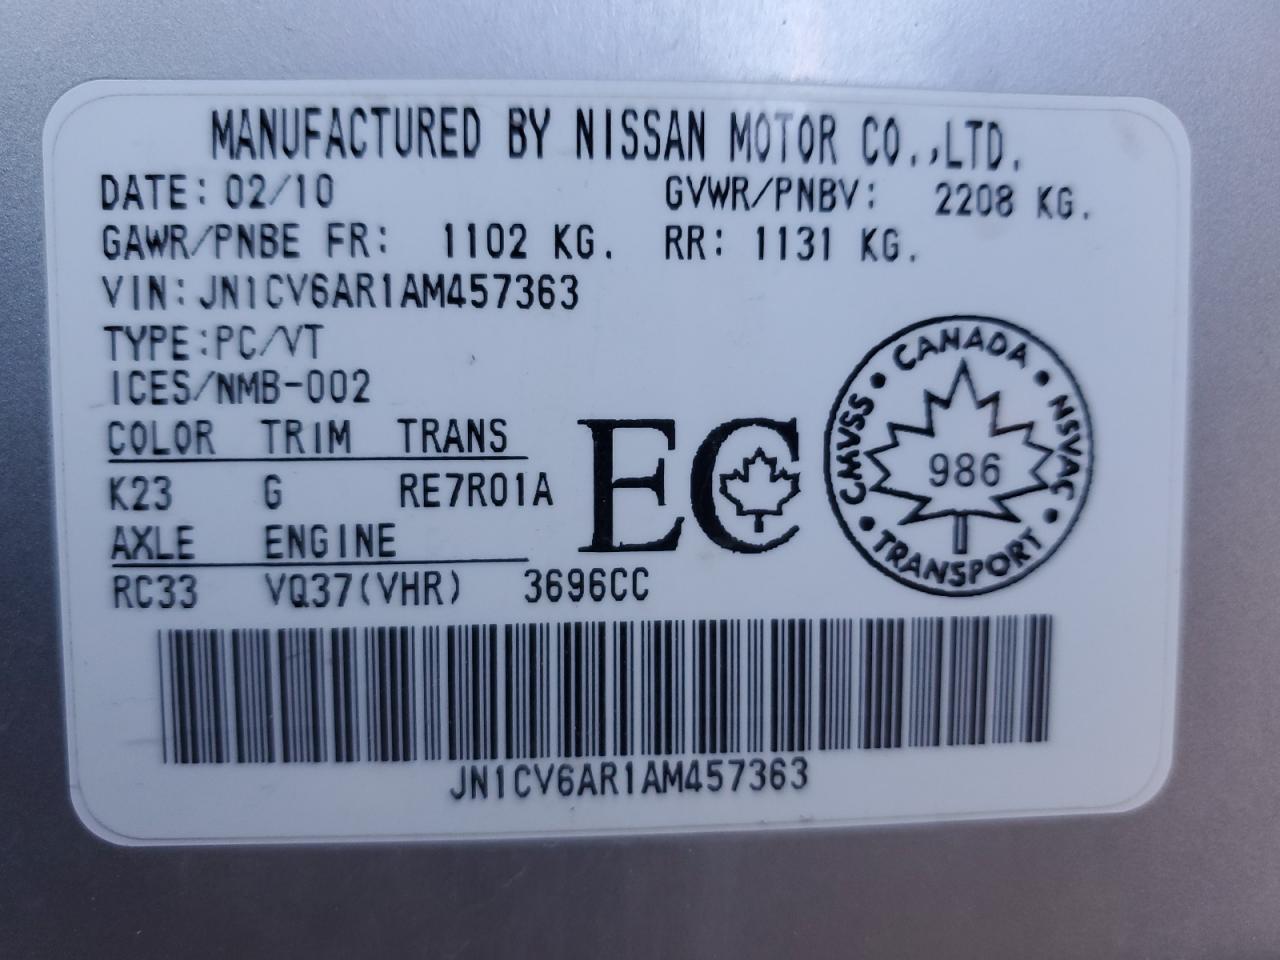 MANUFACTURED BY NISSAN MOTOR CO.,LTD.
DATE: 02/10 GVWR/PNBV: 2208 KG.
GAWR/PNBE FR: 1102 KG. RR: 1131 KG.
VIN: JN1CV6AR1AM457363
TYPE:PC/VT
ICES/NMB-002
COLOR TRIM TRANS
K23 G RE7R01A
AXLE ENGINE
RC33 VQ37(VHR) 3696CC
EC
CANADA
CMVSS
NSVAC
986
TRANSPORT
JN1CV6AR1AM457363